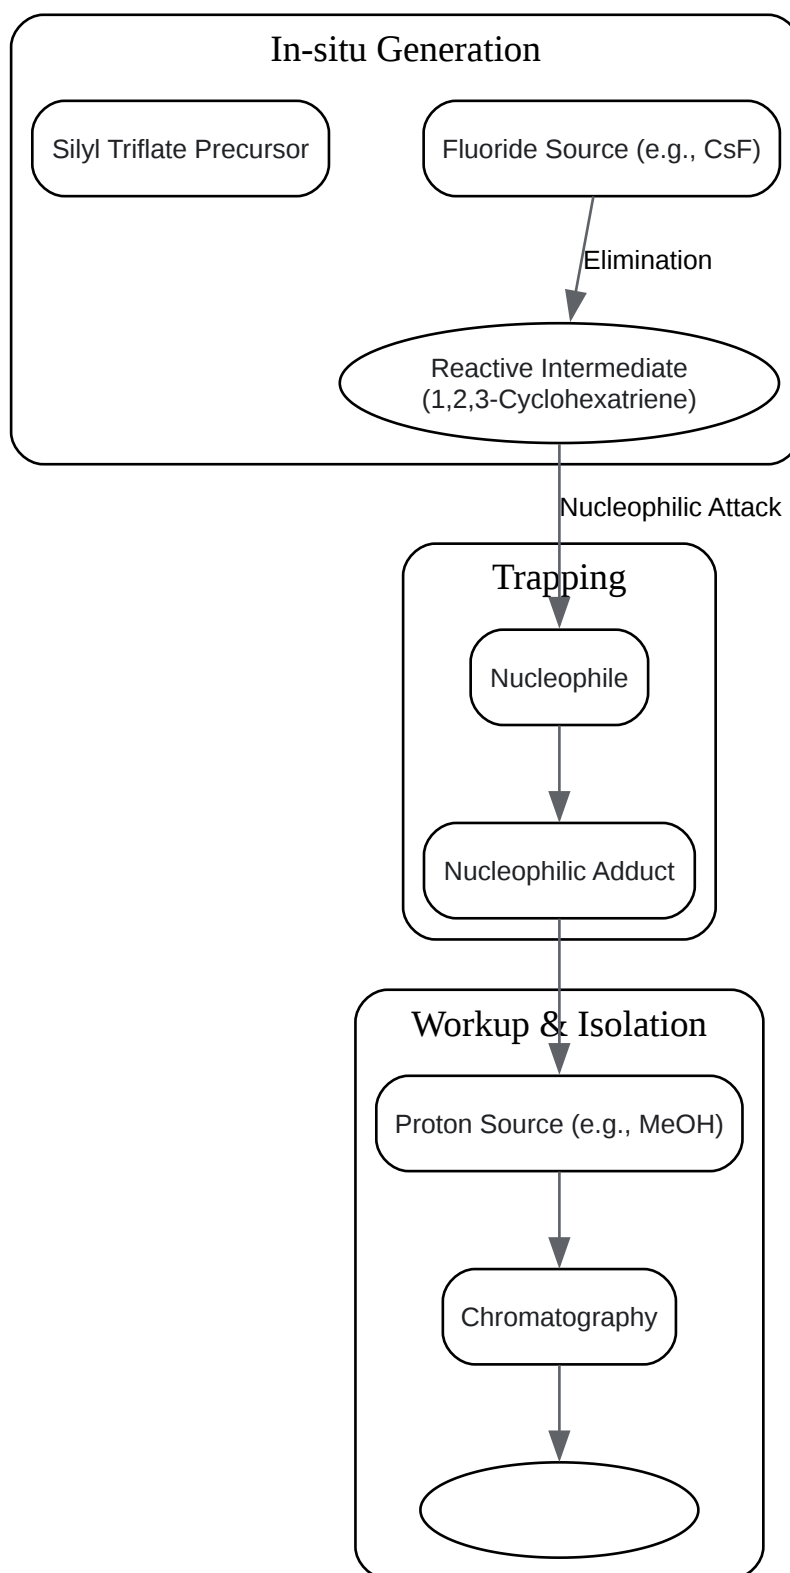 In-situ Generation
Silyl Triflate Precursor
Fluoride Source (e.g., CsF)
Elimination
Reactive Intermediate
(1,2,3-Cyclohexatriene)
Nucleophilic Attack
Trapping
Nucleophile
Nucleophilic Adduct
Workup & Isolation
Proton Source (e.g., MeOH)
Chromatography